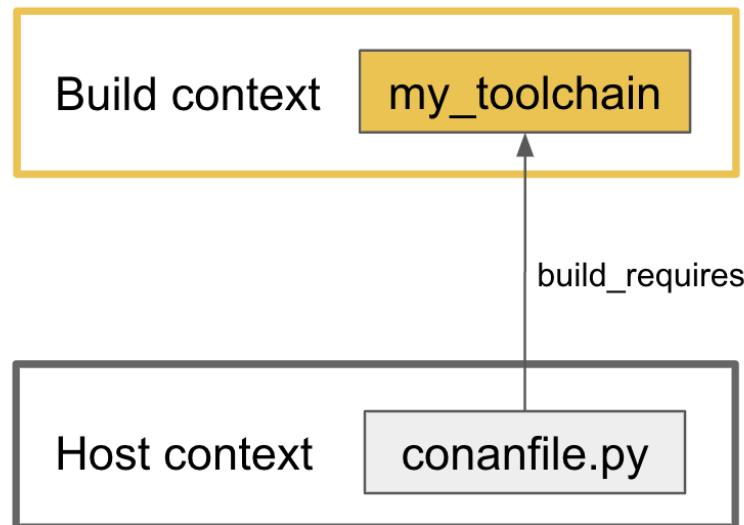 Build context
my_toolchain
build_requires
Host context
conanfile.py